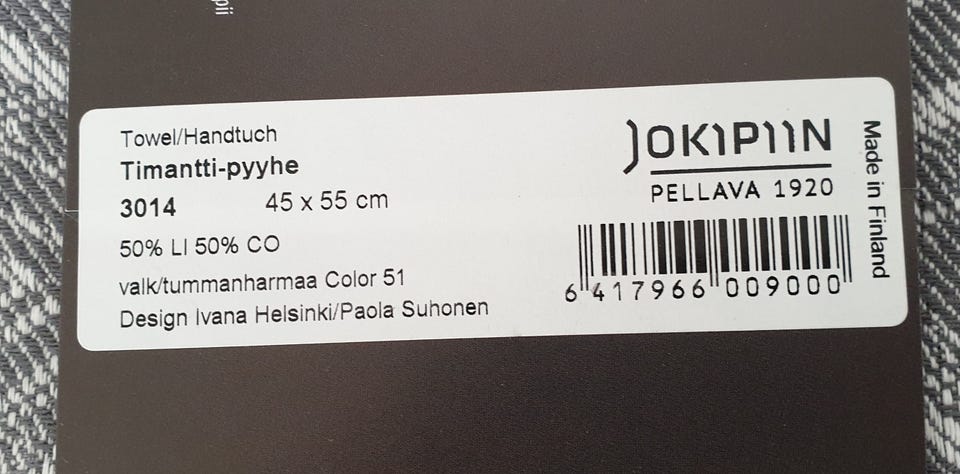 pii
Towel/Handtuch
Timantti-pyyhe
3014 45 x 55 cm
50% LI 50% CO
valk/tummanharmaa Color 51
Design Ivana Helsinki/Paola Suhonen
JOKIPIIN
PELLAVA 1920
6 417966 009000
Made in Finland